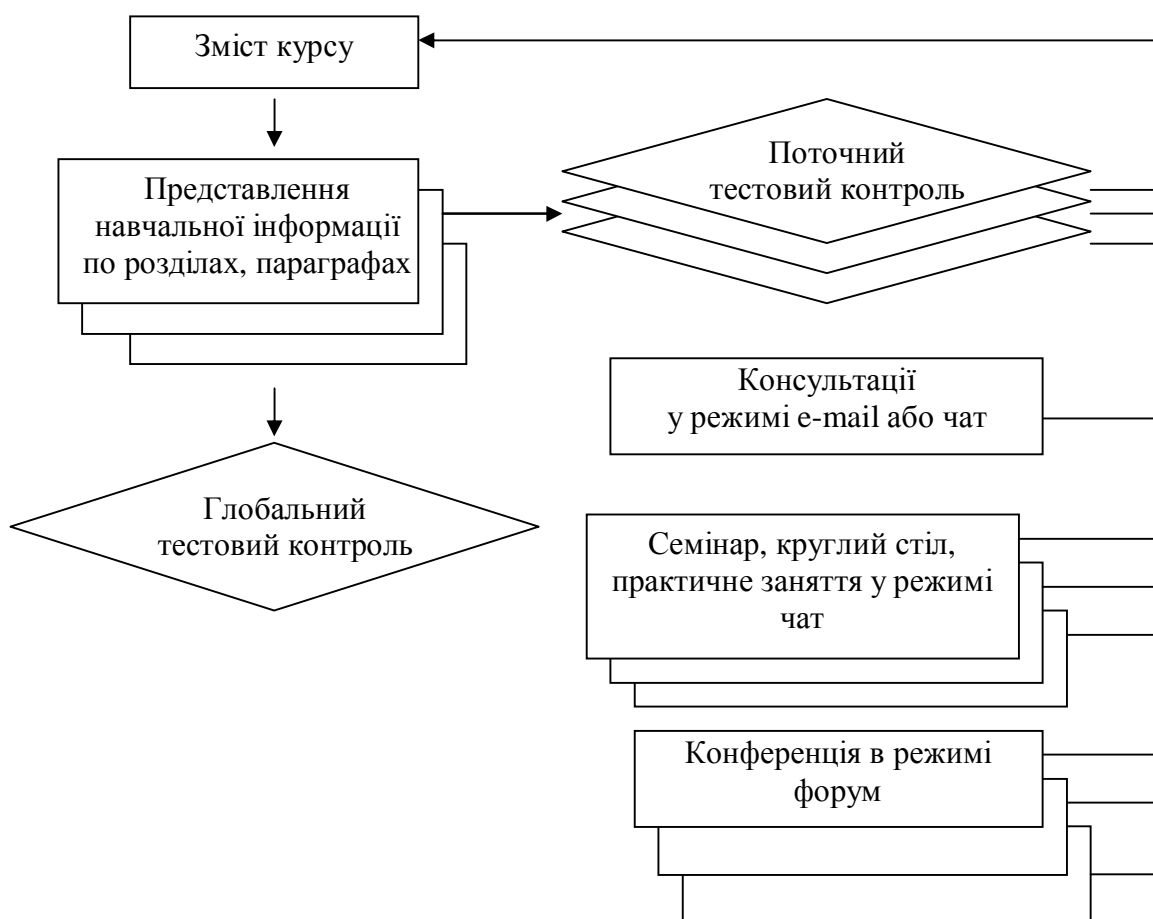 Зміст курсу
Представлення
навчальної інформації
по розділах, параграфах
Поточний
тестовий контроль
Консультації
у режимі e-mail або чат
Глобальний
тестовий контроль
Семінар, круглий стіл,
практичне заняття у режимі
чат
Конференція в режимі
форум